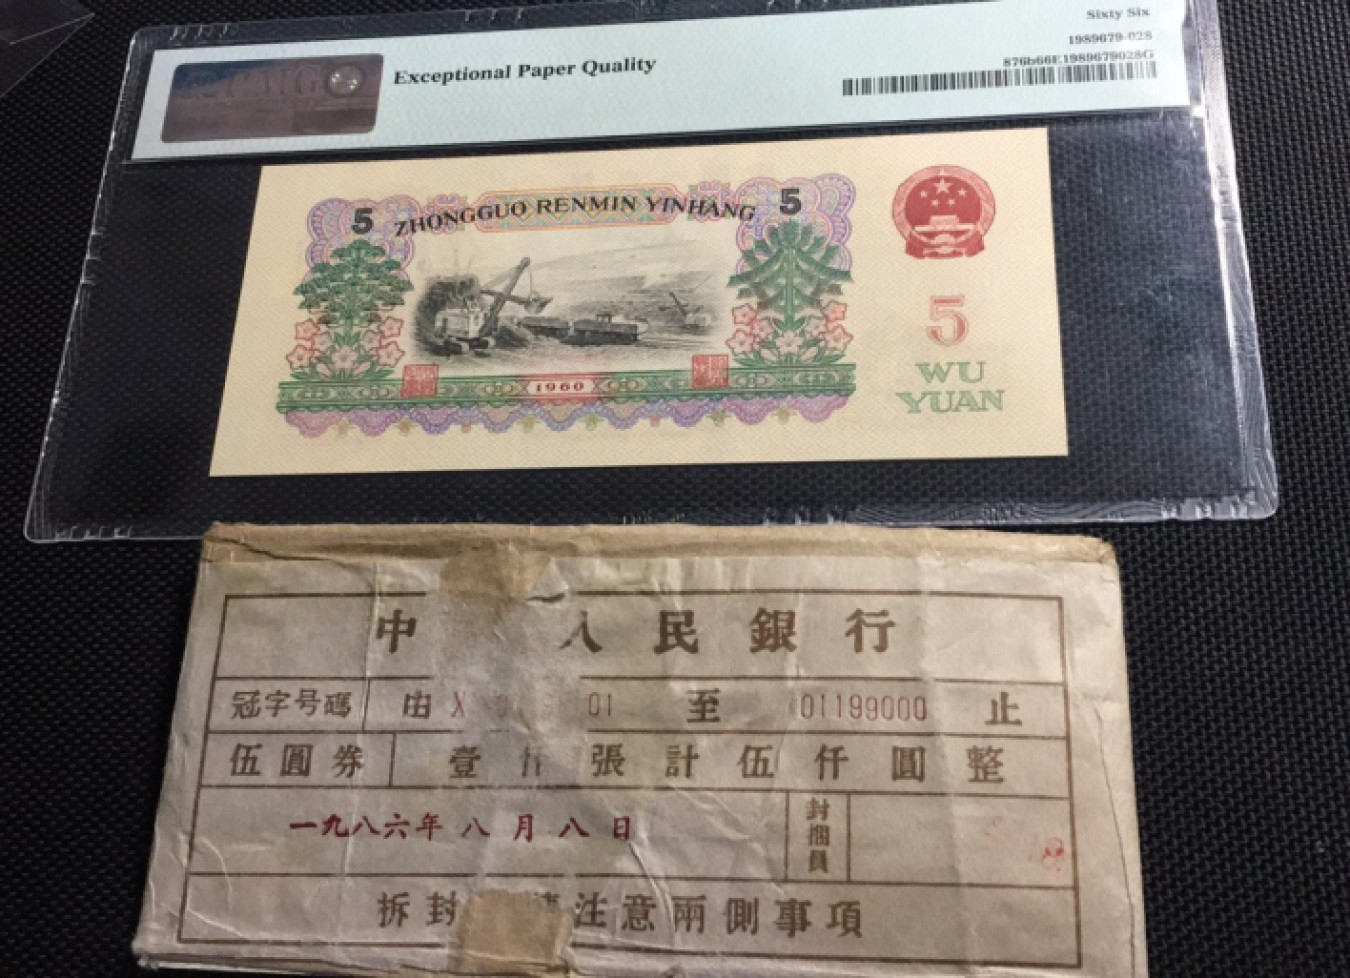 Sixty Six
Exceptional Paper Quality
1989679-028
876b66E1989679028G
5 ZHONGGUO RENMIN YINHANG 5
5
WU
YUAN
1960
中 人民銀行
冠字号碼 由 X 01 至 01199000 止
伍圓券 壹仟張計伍仟圓整
一九八六年八月八日
封捆員
拆封 請注意兩側事項